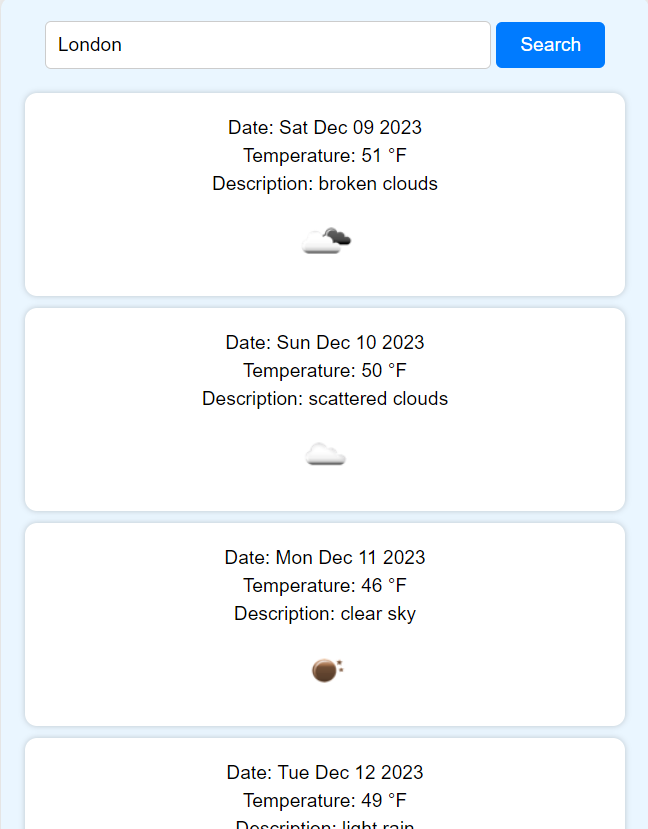 London
Search
Date: Sat Dec 09 2023
Temperature: 51 °F
Description: broken clouds
Date: Sun Dec 10 2023
Temperature: 50 °F
Description: scattered clouds
Date: Mon Dec 11 2023
Temperature: 46 °F
Description: clear sky
Date: Tue Dec 12 2023
Temperature: 49 °F
Description: light rain